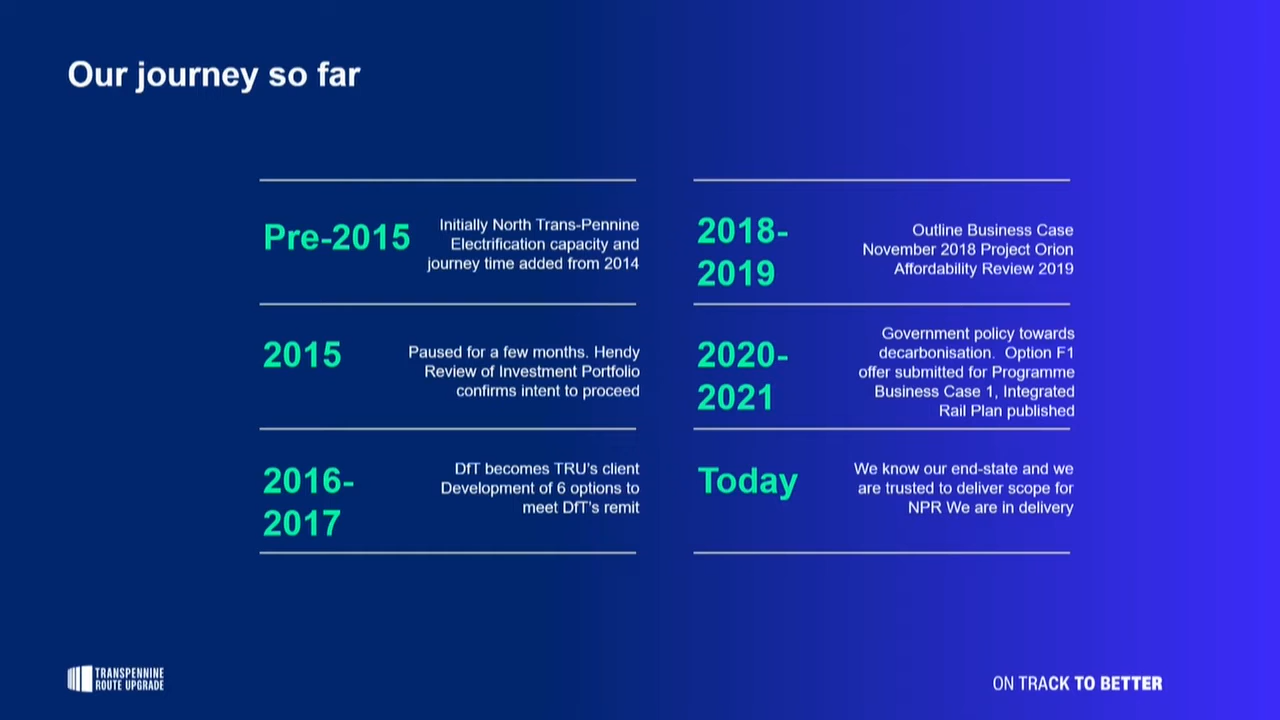 Our journey so far
Pre-2015
Initially North Trans-Pennine
Electrification capacity and
journey time added from 2014
2015
Paused for a few months. Hendy
Review of Investment Portfolio
confirms intent to proceed
2016-
2017
DfT becomes TRU's client
Development of 6 options to
meet DfT's remit
2018-
2019
Outline Business Case
November 2018 Project Orion
Affordability Review 2019
2020-
2021
Government policy towards
decarbonisation.  Option F1
offer submitted for Programme
Business Case 1, Integrated
Rail Plan published
Today
We know our end-state and we
are trusted to deliver scope for
NPR We are in delivery
TRANSPENNINE
ROUTE UPGRADE
ON TRACK TO BETTER